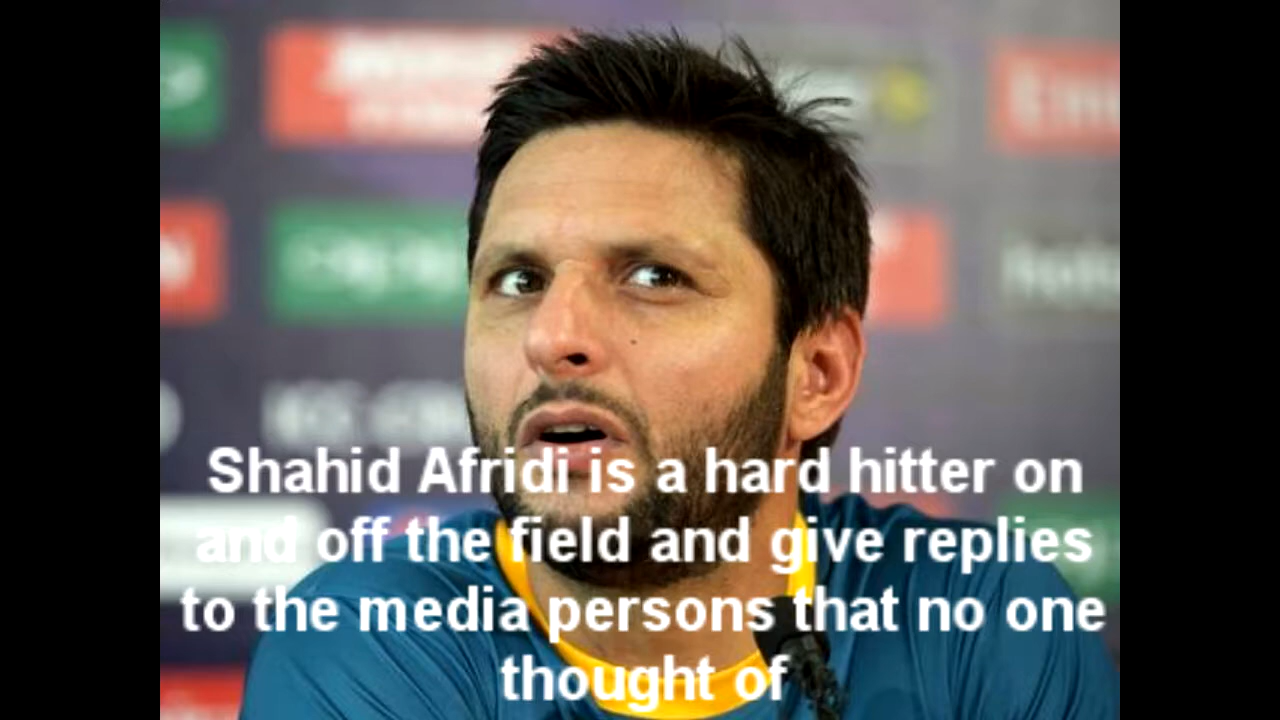 Shahid Afridi is a hard hitter on
and off the field and give replies
to the media persons that no one
thought of